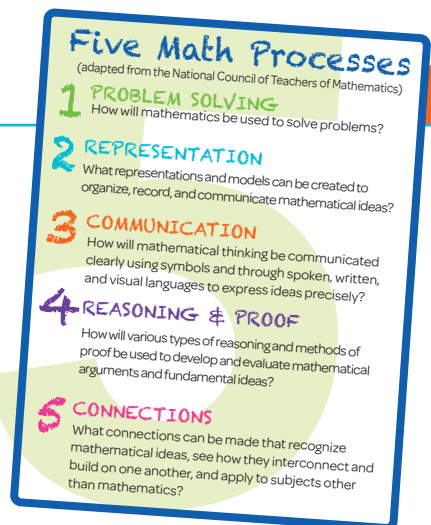 Five Math Processes
(adapted from the National Council of Teachers of Mathematics)
1 PROBLEM SOLVING
How will mathematics be used to solve problems?
2 REPRESENTATION
What representations and models can be created to
organize, record, and communicate mathematical ideas?
3 COMMUNICATION
How will mathematical thinking be communicated
clearly using symbols and through spoken, written,
and visual languages to express ideas precisely?
4 REASONING & PROOF
How will various types of reasoning and methods of
proof be used to develop and evaluate mathematical
arguments and fundamental ideas?
5 CONNECTIONS
What connections can be made that recognize
mathematical ideas, see how they interconnect and
build on one another, and apply to subjects other
than mathematics?